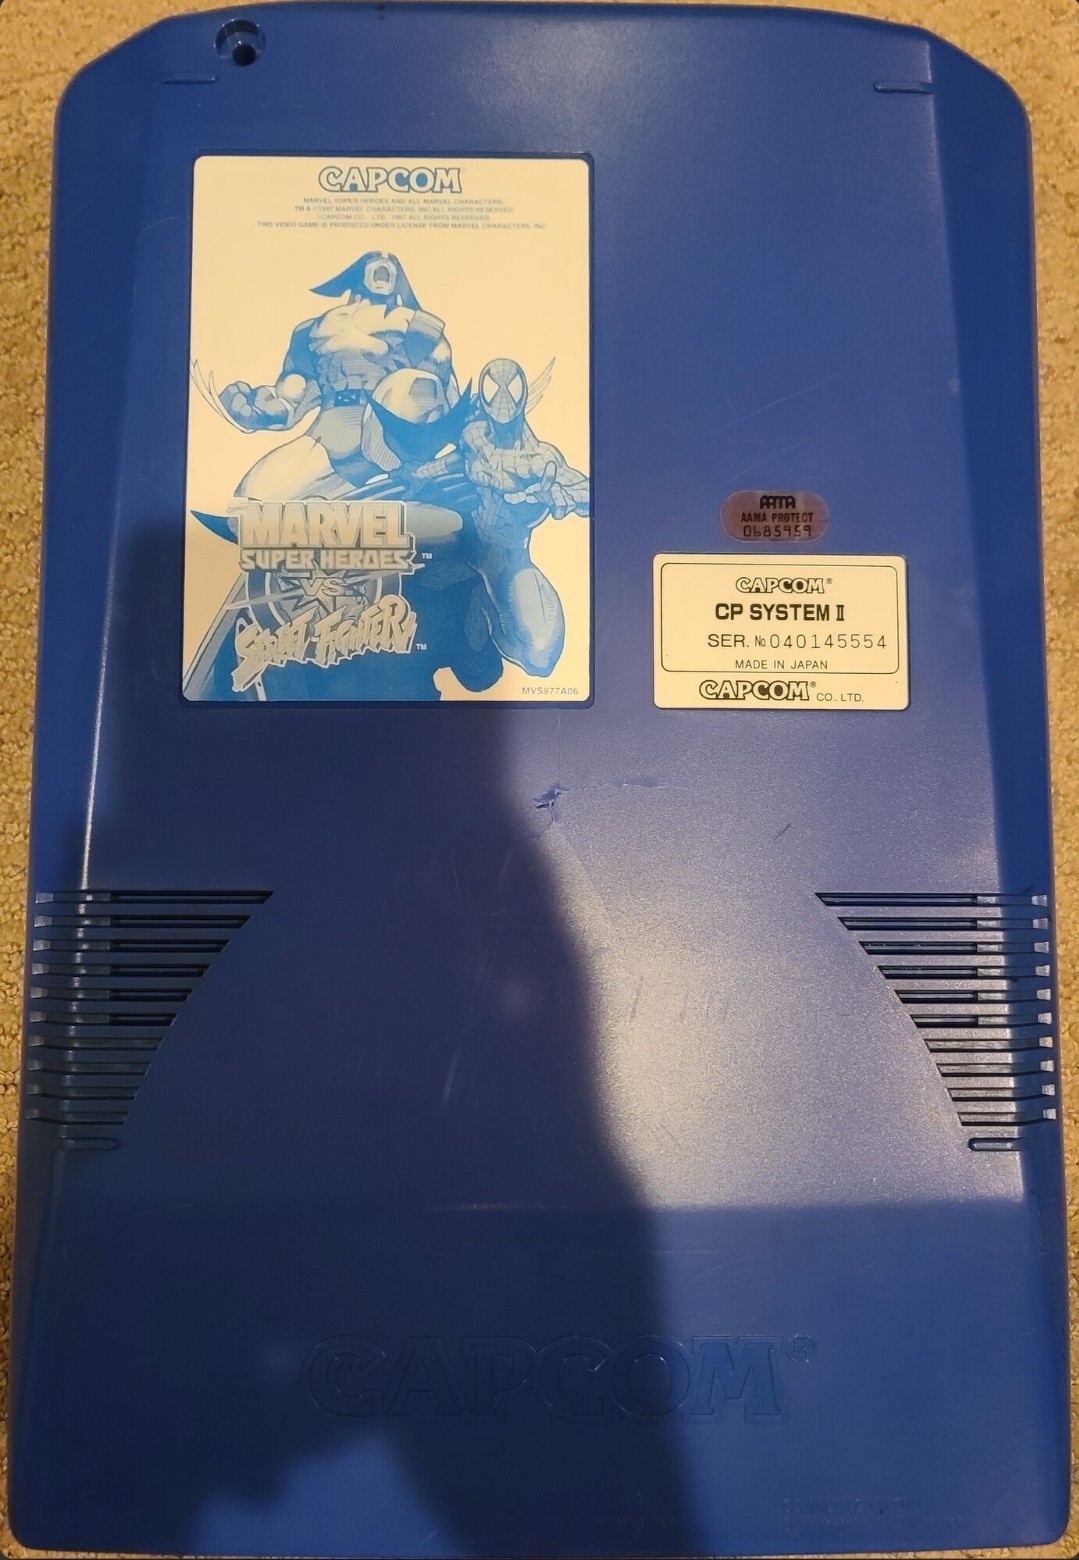 CAPCOM
MARVEL SUPER HEROES AND ALL MARVEL CHARACTERS:
TM & ©1997 MARVEL CHARACTERS, INC. ALL RIGHTS RESERVED.
©CAPCOM CO., LTD. 1997 ALL RIGHTS RESERVED.
THIS VIDEO GAME IS PRODUCED UNDER LICENSE FROM MARVEL CHARACTERS, INC.
MARVEL
SUPER HEROES™
VS
STREET FIGHTER™
MVS977A06
AAMA
AAMA PROTECT
0685959
CAPCOM®
CP SYSTEM II
SER. No. 040145554
MADE IN JAPAN
CAPCOM® CO., LTD.
CAPCOM®